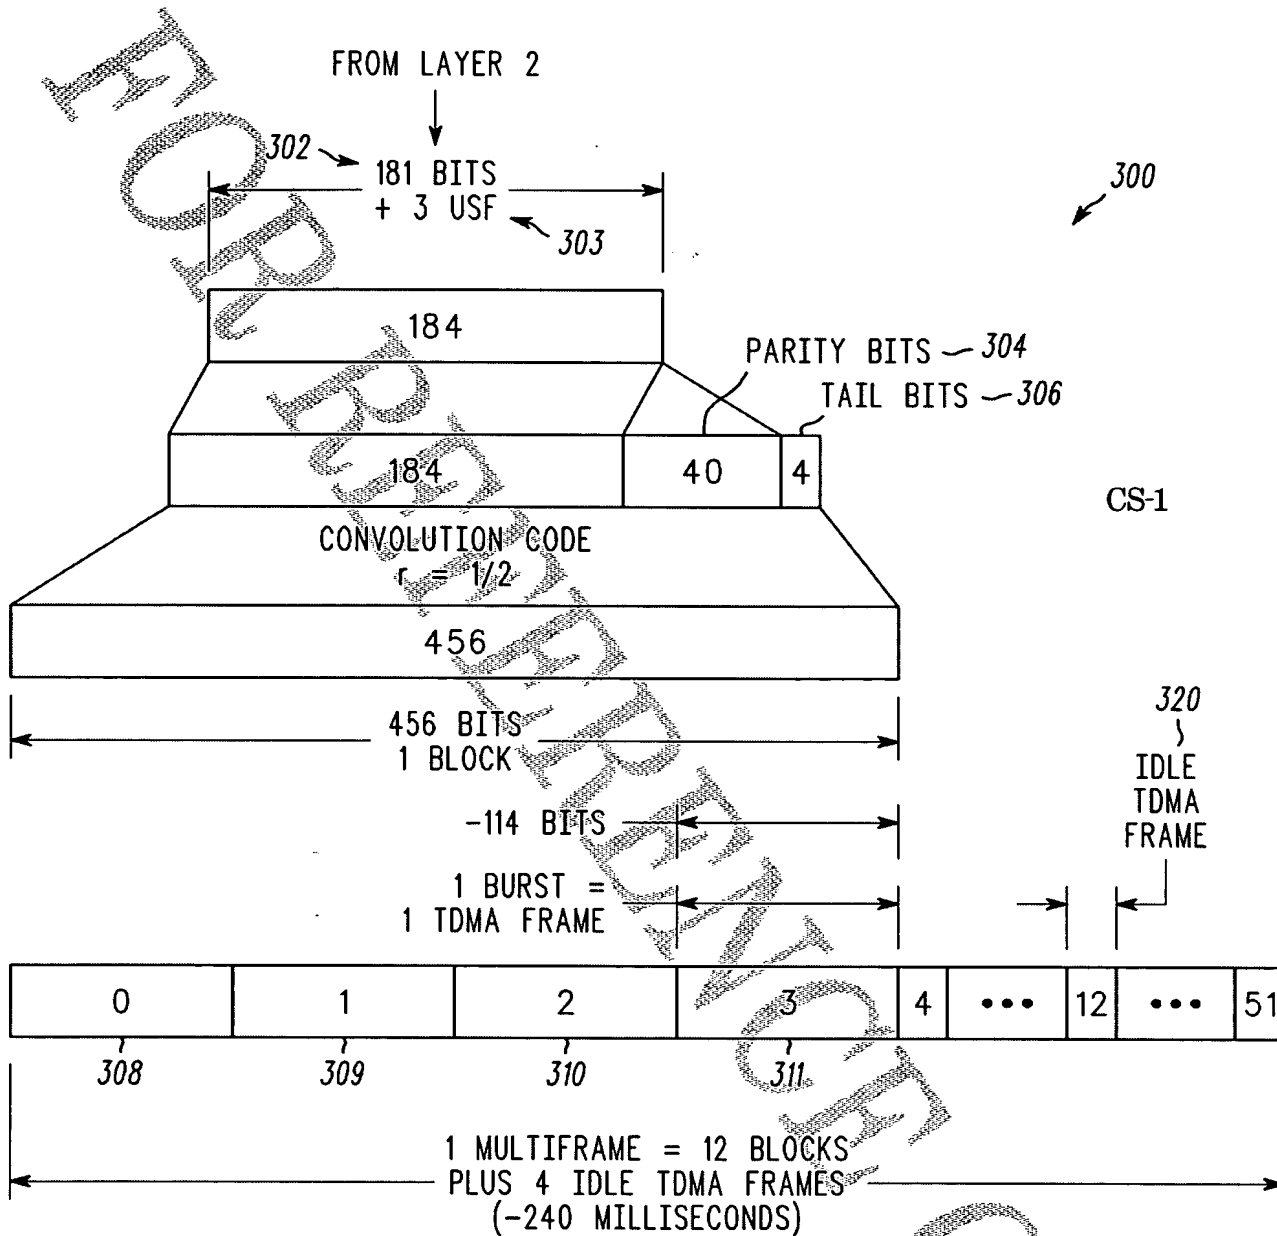 FROM LAYER 2
302
181 BITS
+ 3 USF
303
300
184
PARITY BITS 304
TAIL BITS 306
184 40 4
CS-1
CONVOLUTION CODE
r = 1/2
456
456 BITS
1 BLOCK
320
IDLE
TDMA
FRAME
-114 BITS
1 BURST =
1 TDMA FRAME
0 1 2 3 4 ••• 12 ••• 51
308 309 310 311
1 MULTIFRAME = 12 BLOCKS
PLUS 4 IDLE TDMA FRAMES
(-240 MILLISECONDS)
FOR REFERENCE